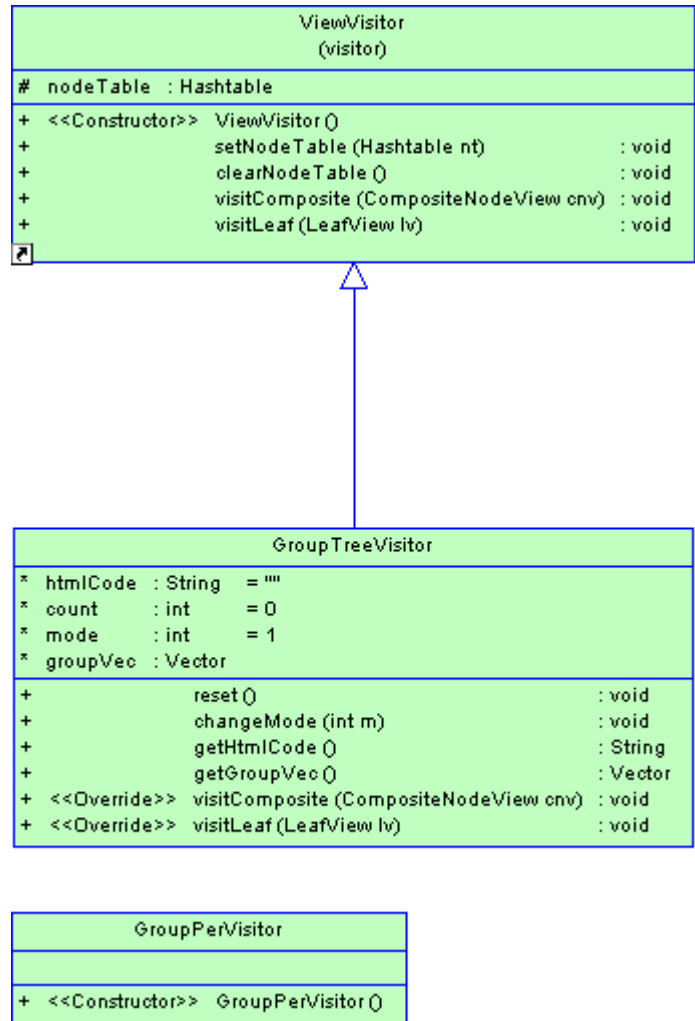 ViewVisitor
(visitor)
# nodeTable : Hashtable
+ <<Constructor>> ViewVisitor ()
+ setNodeTable (Hashtable nt) : void
+ clearNodeTable () : void
+ visitComposite (CompositeNodeView cnv) : void
+ visitLeaf (LeafView lv) : void
GroupTreeVisitor
* htmlCode : String = ""
* count : int = 0
* mode : int = 1
* groupVec : Vector
+ reset () : void
+ changeMode (int m) : void
+ getHtmlCode () : String
+ getGroupVec () : Vector
+ <<Override>> visitComposite (CompositeNodeView cnv) : void
+ <<Override>> visitLeaf (LeafView lv) : void
GroupPerVisitor
+ <<Constructor>> GroupPerVisitor ()